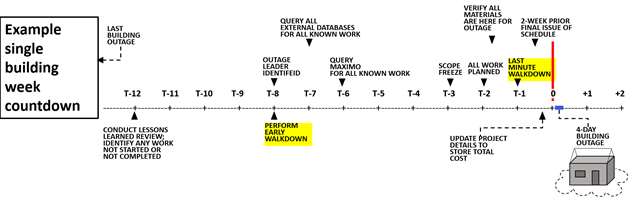 Example
single
building
week
countdown
LAST
BUILDING
OUTAGE
QUERY ALL
EXTERNAL DATABASES
FOR ALL KNOWN WORK
VERIFY ALL
MATERIALS
ARE HERE FOR
OUTAGE
2-WEEK PRIOR
FINAL ISSUE OF
SCHEDULE
OUTAGE
LEADER
IDENTIFEID
QUERY
MAXIMO
FOR ALL KNOWN WORK
SCOPE
FREEZE
ALL WORK
PLANNED
LAST
MINUTE
WALKDOWN
T-12 T-11 T-10 T-9 T-8 T-7 T-6 T-5 T-4 T-3 T-2 T-1 0 +1 +2
CONDUCT LESSONS
LEARNED REVIEW;
IDENTIFY ANY WORK
NOT STARTED OR
NOT COMPLETED
PERFORM
EARLY
WALKDOWN
UPDATE PROJECT
DETAILS TO
STORE TOTAL
COST
4-DAY
BUILDING
OUTAGE